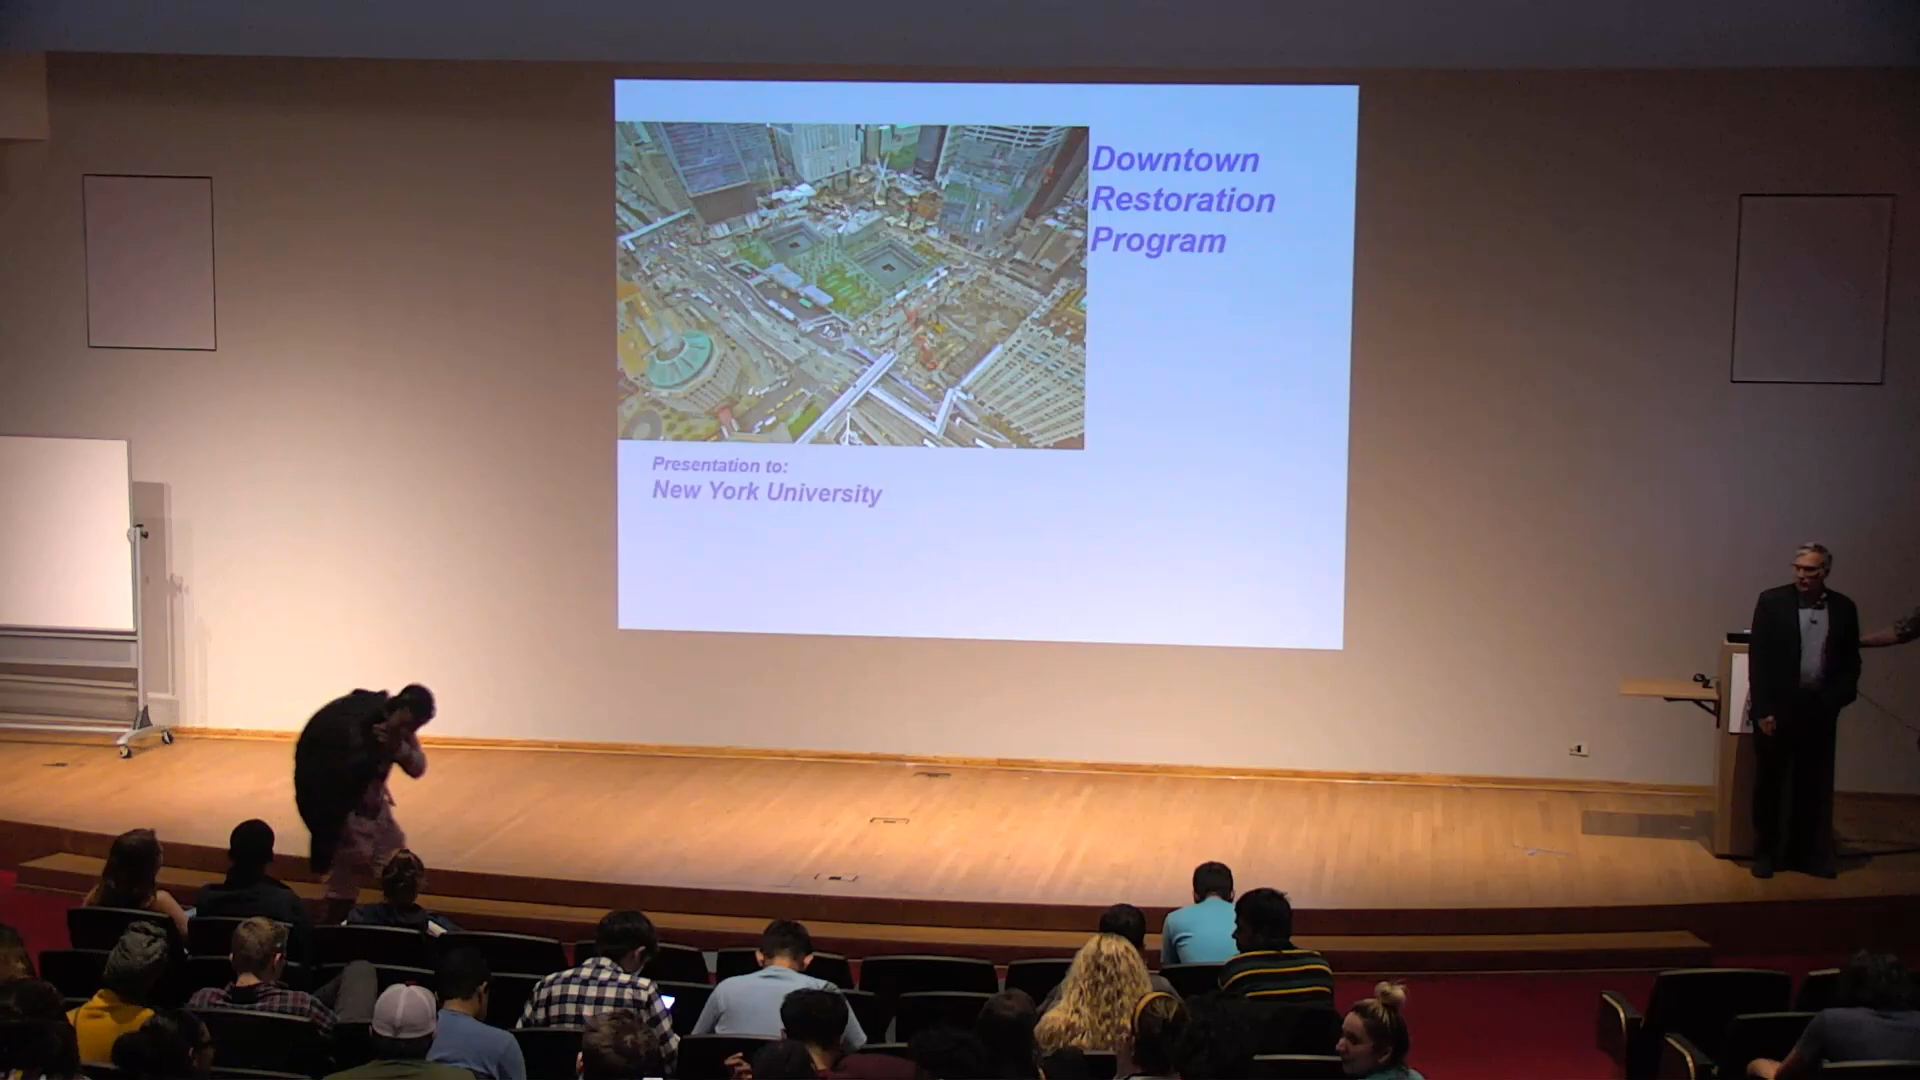 Downtown
Restoration
Program
Presentation to:
New York University